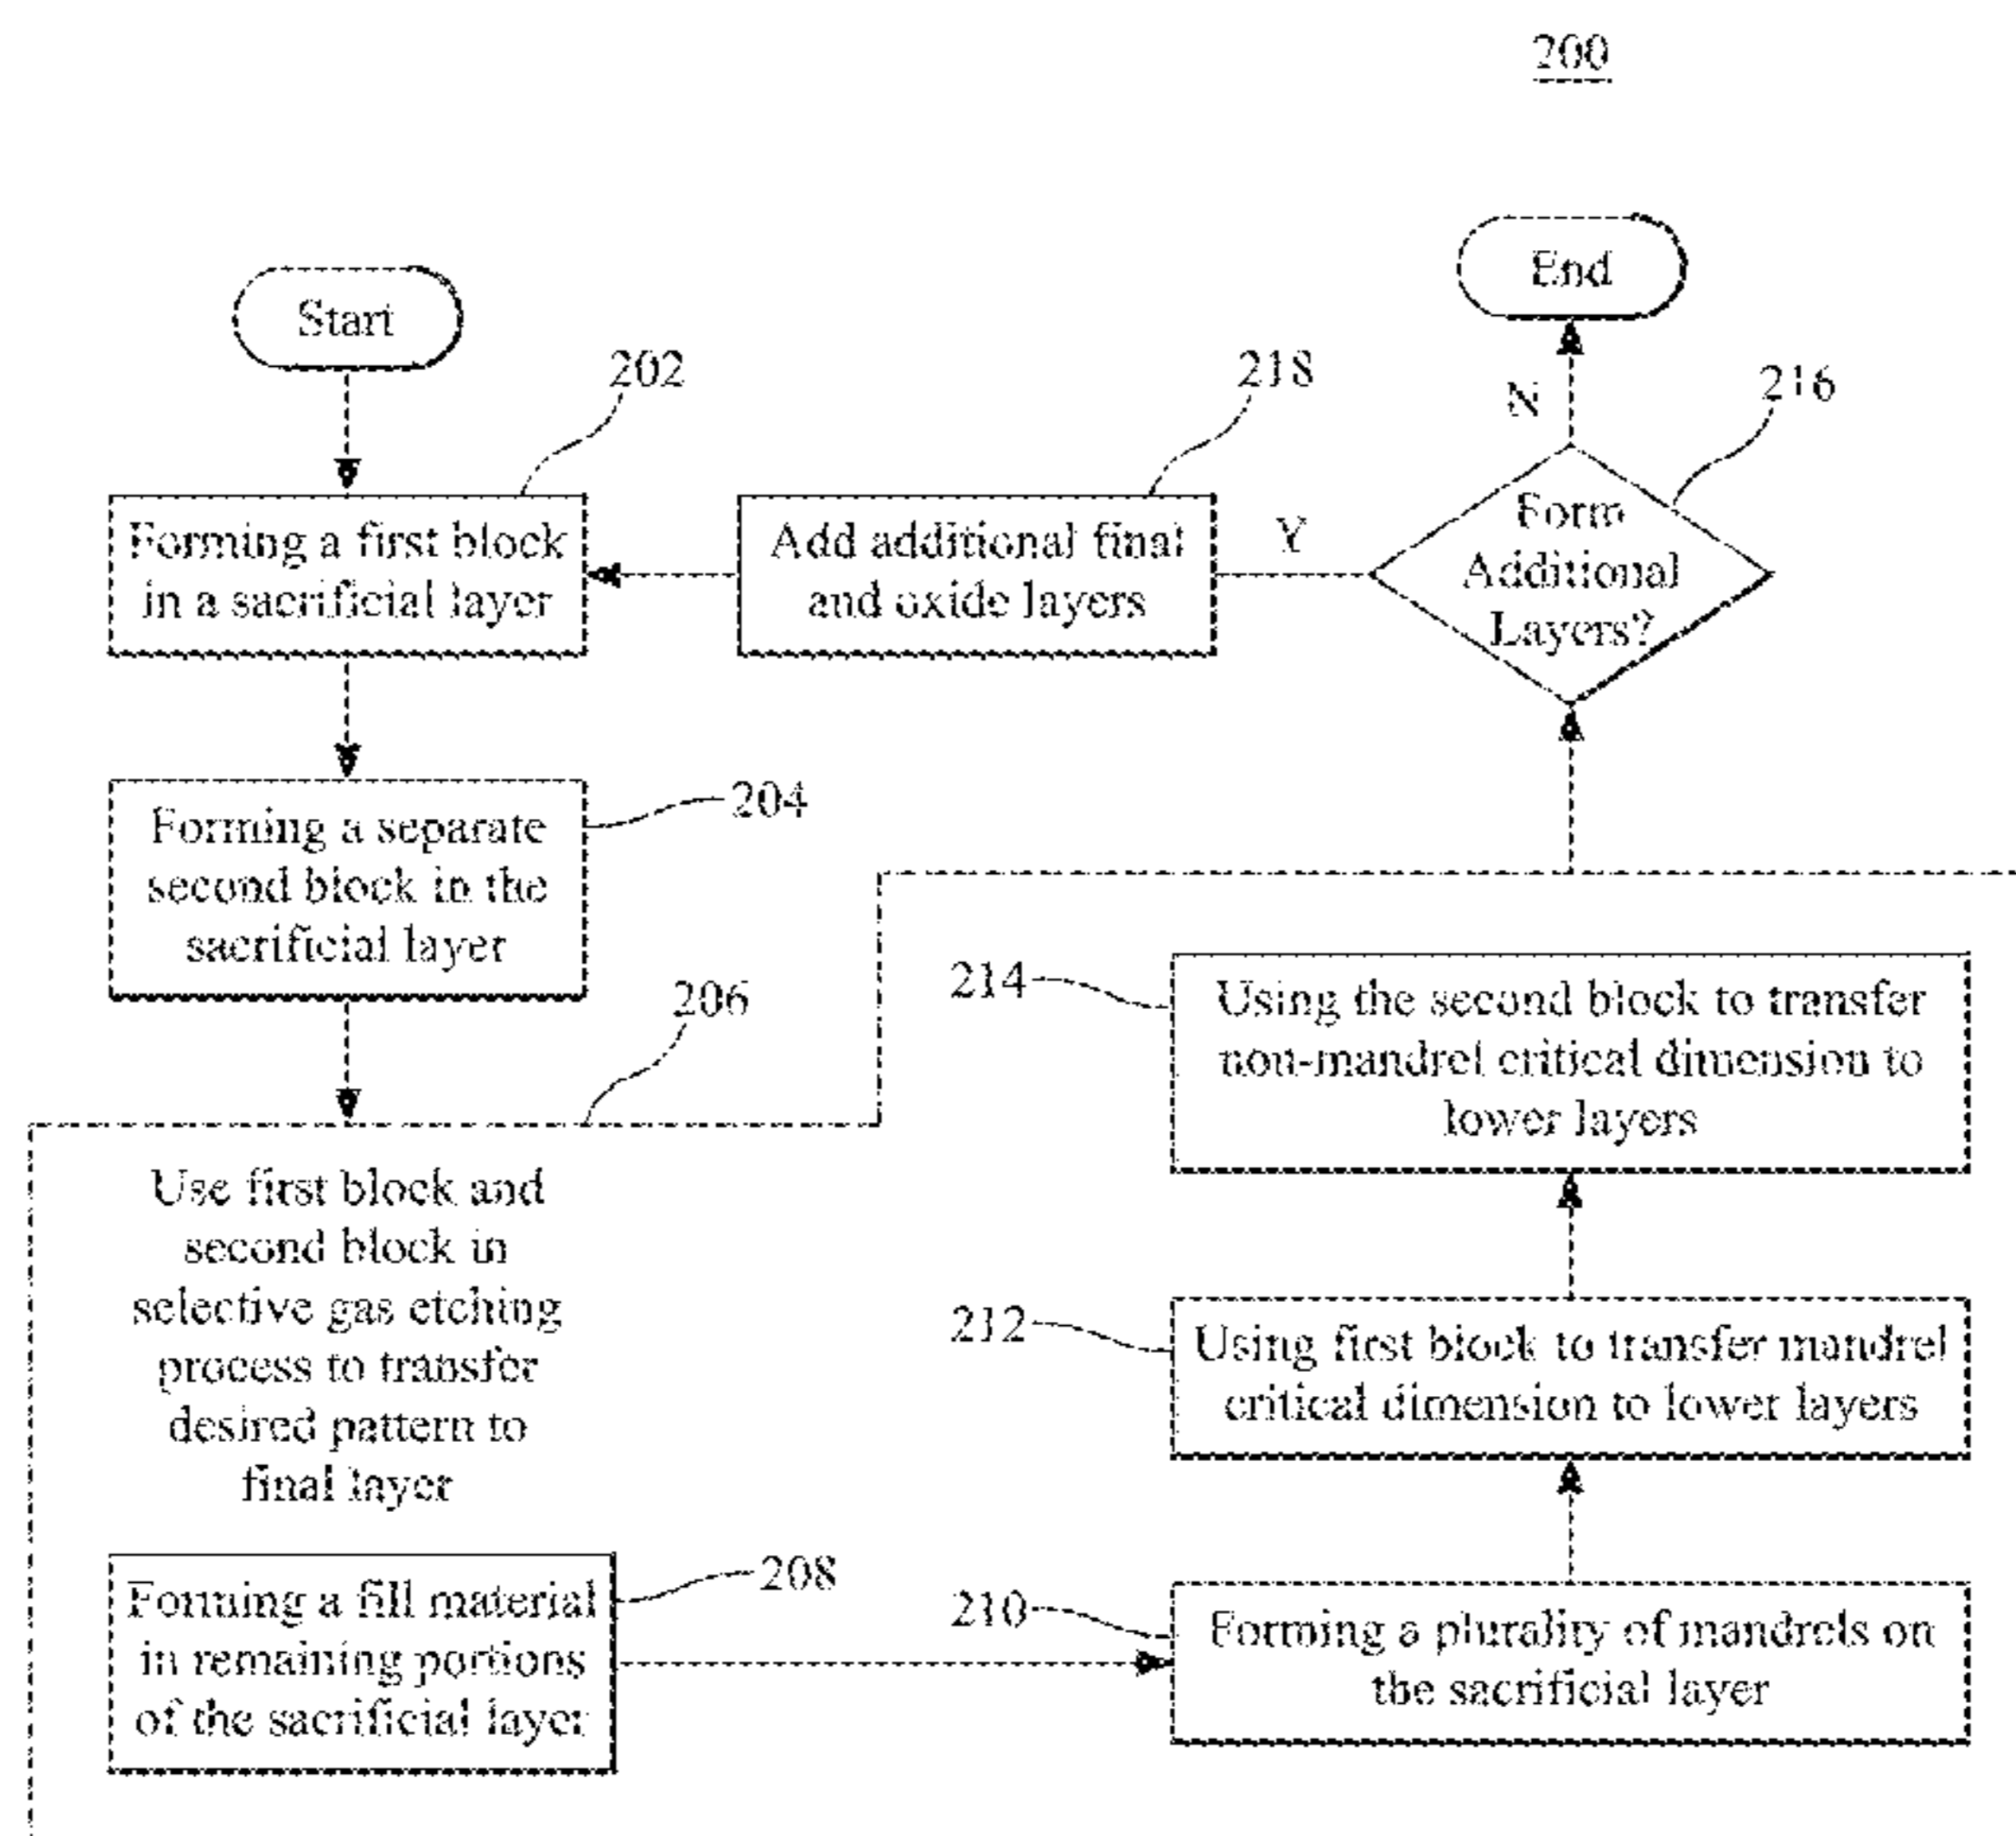 200
Start
202
Forming a first block
in a sacrificial layer
218
Add additional final
and oxide layers
Y
End
N
216
Form
Additional
Layers?
204
Forming a separate
second block in the
sacrificial layer
206
Use first block and
second block in
selective gas etching
process to transfer
desired pattern to
final layer
208
Forming a fill material
in remaining portions
of the sacrificial layer
210
Forming a plurality of mandrels on
the sacrificial layer
212
Using first block to transfer mandrel
critical dimension to lower layers
214
Using the second block to transfer
non-mandrel critical dimension to
lower layers